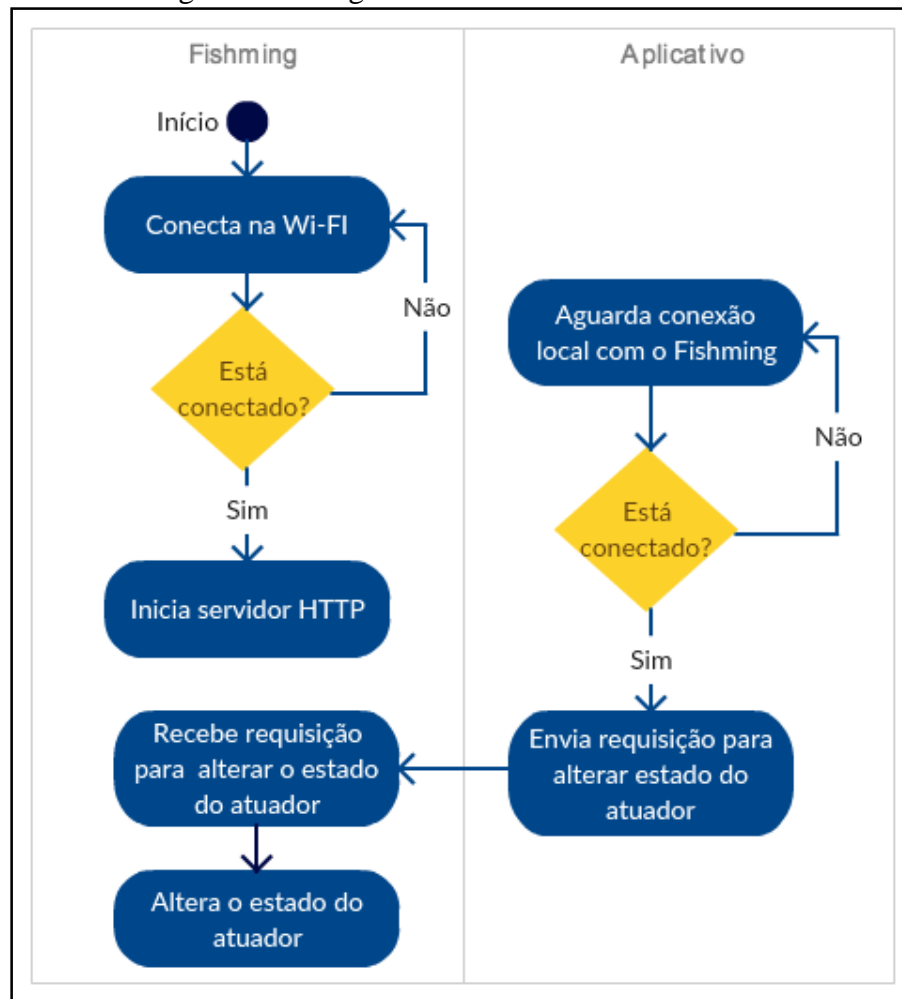 Fishming
Início
Conecta na Wi-FI
Não
Está
conectado?
Sim
Inicia servidor HTTP
Recebe requisição
para alterar o estado
do atuador
Altera o estado do
atuador
Aplicativo
Aguarda conexão
local com o Fishming
Não
Está
conectado?
Sim
Envia requisição para
alterar estado do
atuador